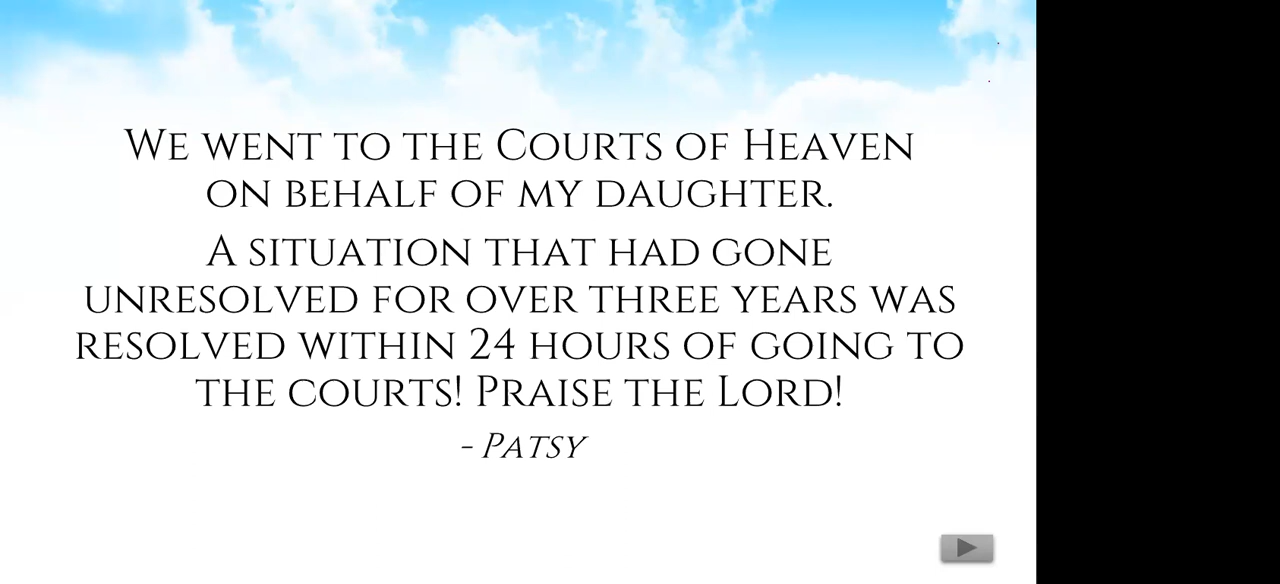 We went to the Courts of Heaven
on behalf of my daughter.
A situation that had gone
unresolved for over three years was
resolved within 24 hours of going to
the courts! Praise the Lord!
- Patsy